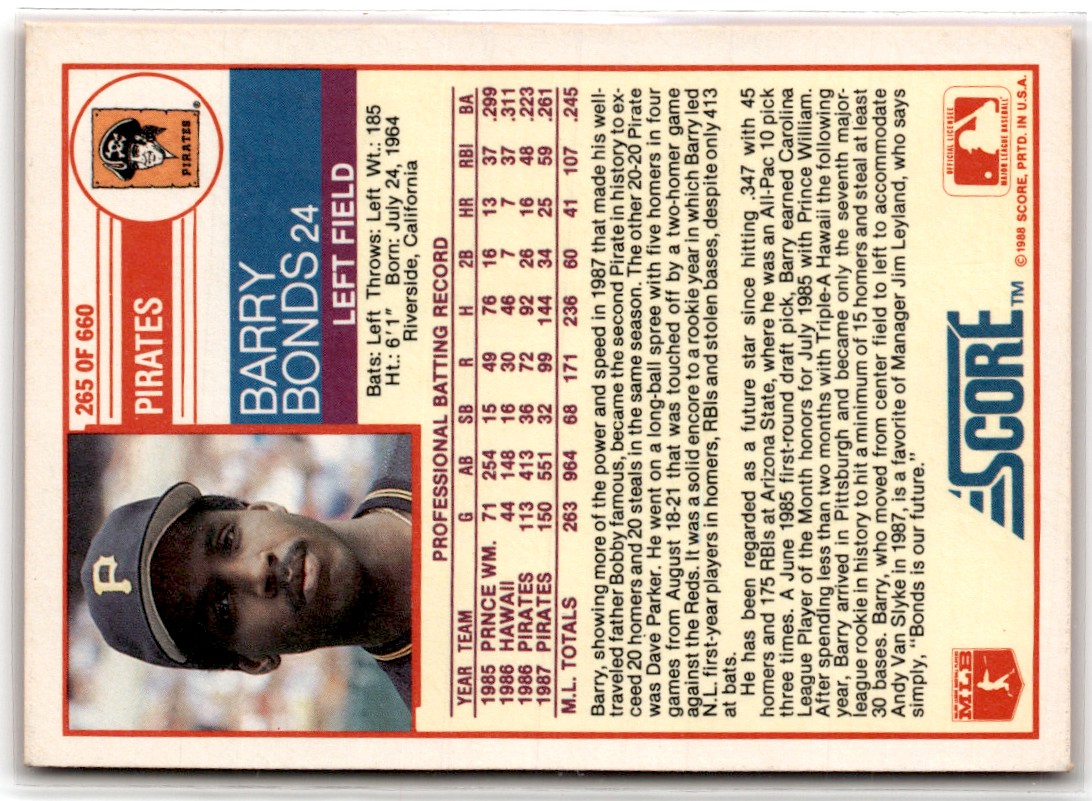 265 OF 660
PIRATES
PIRATES
®
BARRY
BONDS 24
LEFT FIELD
Bats: Left Throws: Left Wt.: 185
Ht.: 6'1" Born: July 24, 1964
Riverside, California
P
PROFESSIONAL BATTING RECORD
YEAR TEAM G AB SB R H 2B HR RBI BA
1985 PRNCE WM. 71 254 15 49 76 16 13 37 .299
1986 HAWAII 44 148 16 30 46 7 7 37 .311
1986 PIRATES 113 413 36 72 92 26 16 48 .223
1987 PIRATES 150 551 32 99 144 34 25 59 .261
M.L. TOTALS 263 964 68 171 236 60 41 107 .245
Barry, showing more of the power and speed in 1987 that made his well-
traveled father Bobby famous, became the second Pirate in history to ex-
ceed 20 homers and 20 steals in the same season. The other 20-20 Pirate
was Dave Parker. He went on a long-ball spree with five homers in four
games from August 18-21 that was touched off by a two-homer game
against the Reds. It was a solid encore to a rookie year in which Barry led
N.L. first-year players in homers, RBIs and stolen bases, despite only 413
at bats.
He has been regarded as a future star since hitting .347 with 45
homers and 175 RBIs at Arizona State, where he was an All-Pac 10 pick
three times. A June 1985 first-round draft pick, Barry earned Carolina
League Player of the Month honors for July 1985 with Prince William.
After spending less than two months with Triple-A Hawaii the following
year, Barry arrived in Pittsburgh and became only the seventh major-
league rookie in history to hit a minimum of 15 homers and steal at least
30 bases. Barry, who moved from center field to left to accommodate
Andy Van Slyke in 1987, is a favorite of Manager Jim Leyland, who says
simply, "Bonds is our future."
MLB
SCORE™
OFFICIAL LICENSEE
MAJOR LEAGUE BASEBALL
©1988 SCORE, PRTD. IN U.S.A.